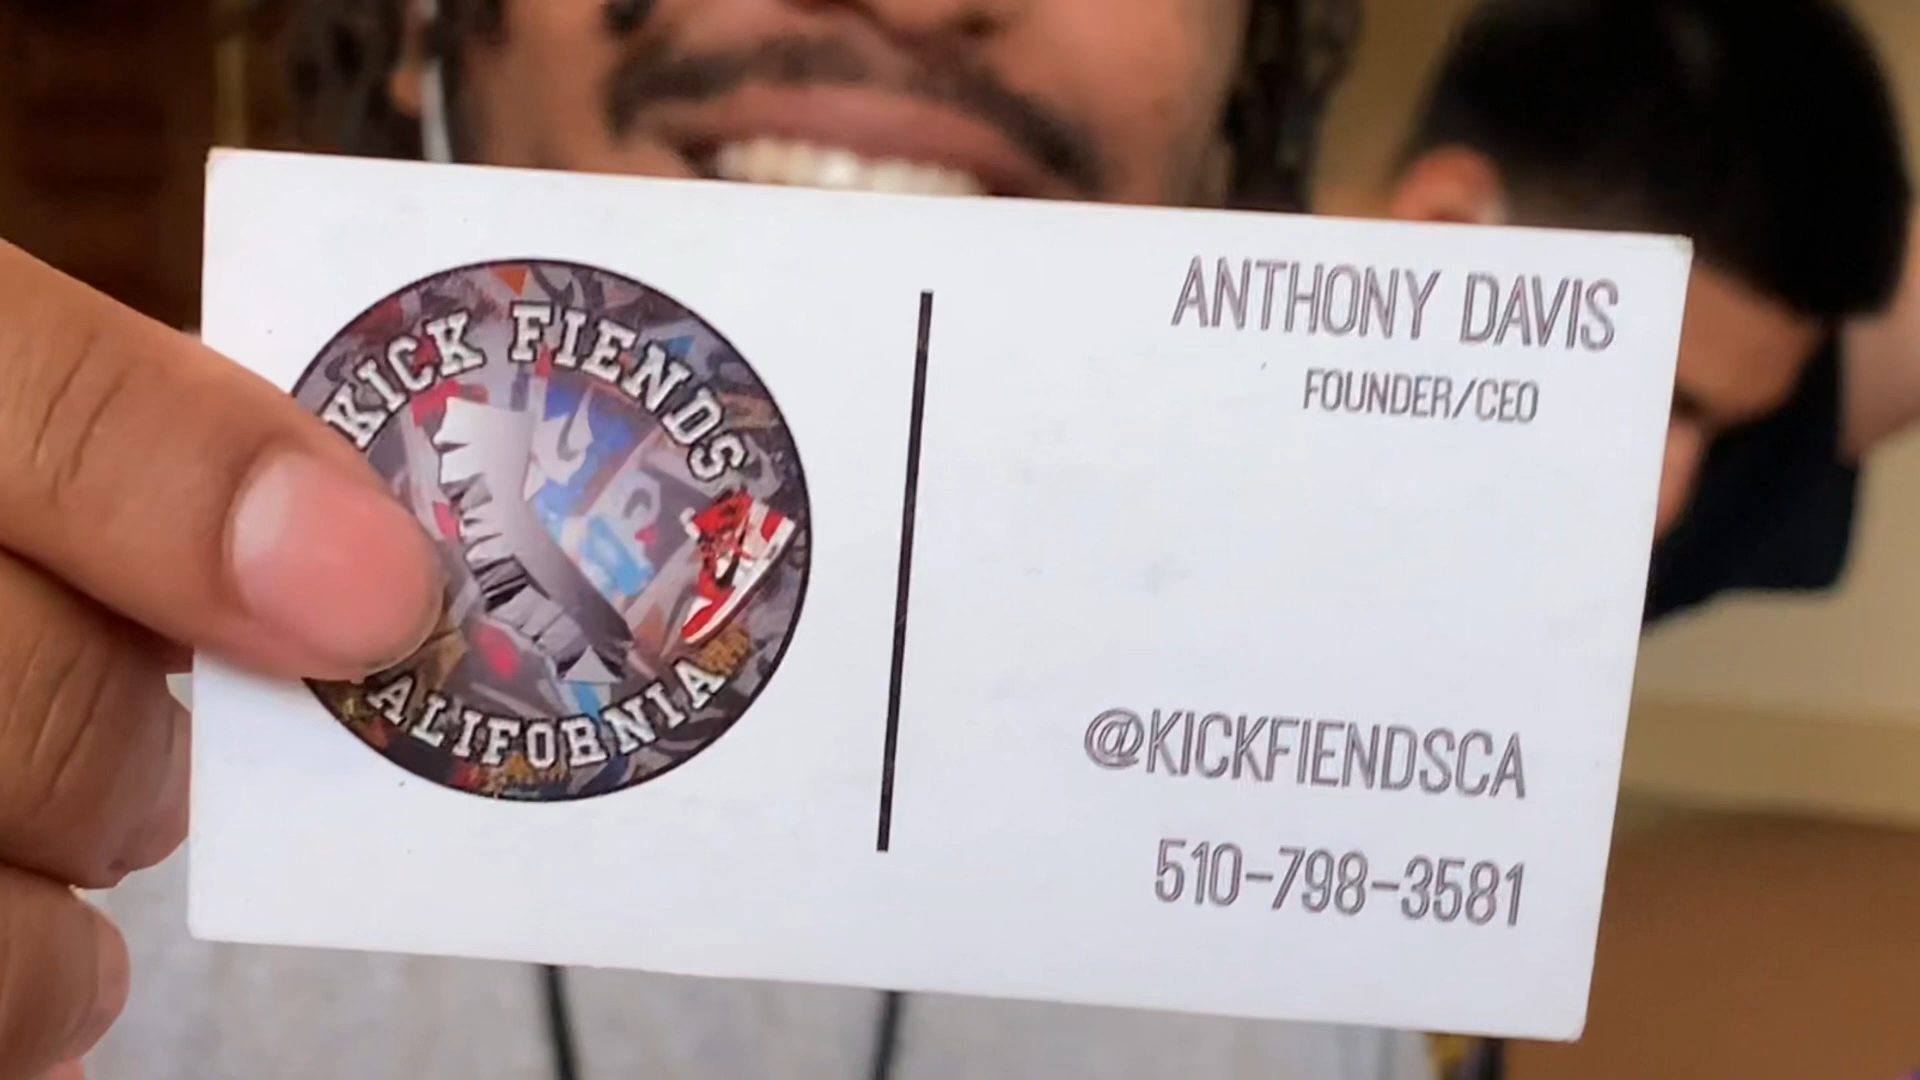 KICK FIENDS
ALIFORNIA
ANTHONY DAVIS
FOUNDER/CEO
@KICKFIENDSCA
510-798-3581